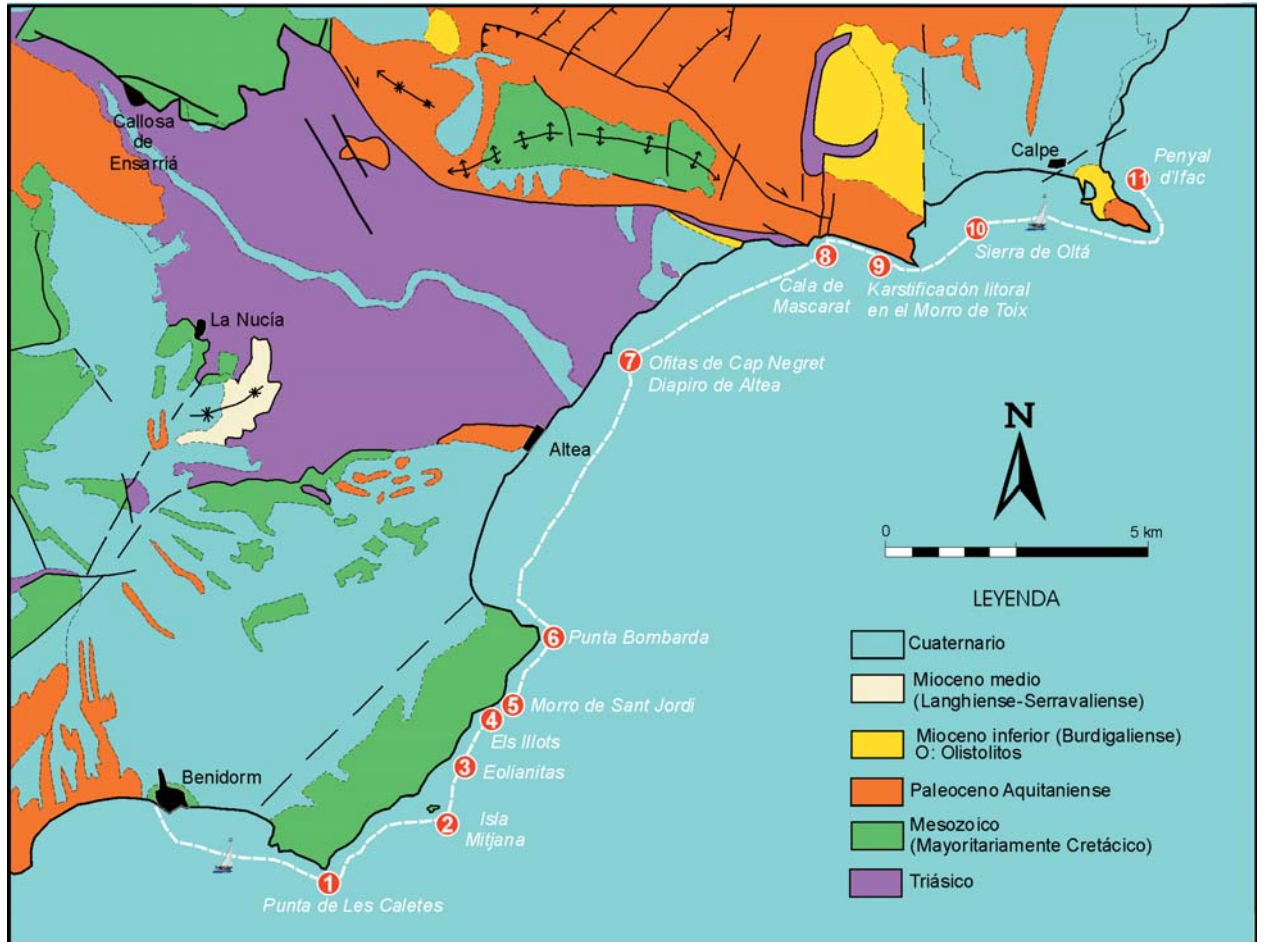 Callosa
de
Ensarriá
Calpe
11
Penyal
d'Ifac
10
Sierra de Oltá
8
Cala de
Mascarat
9
Karstificación litoral
en el Morro de Toix
La Nucía
7
Ofitas de Cap Negret
Diapiro de Altea
Altea
N
0
5 km
6
Punta Bombarda
5
Morro de Sant Jordi
4
Els Illots
3
Eolianitas
Benidorm
2
Isla
Mitjana
1
Punta de Les Caletes
LEYENDA
Cuaternario
Mioceno medio
(Langhiense-Serravaliense)
Mioceno inferior (Burdigaliense)
O: Olistolitos
Paleoceno Aquitaniense
Mesozoico
(Mayoritariamente Cretácico)
Triásico